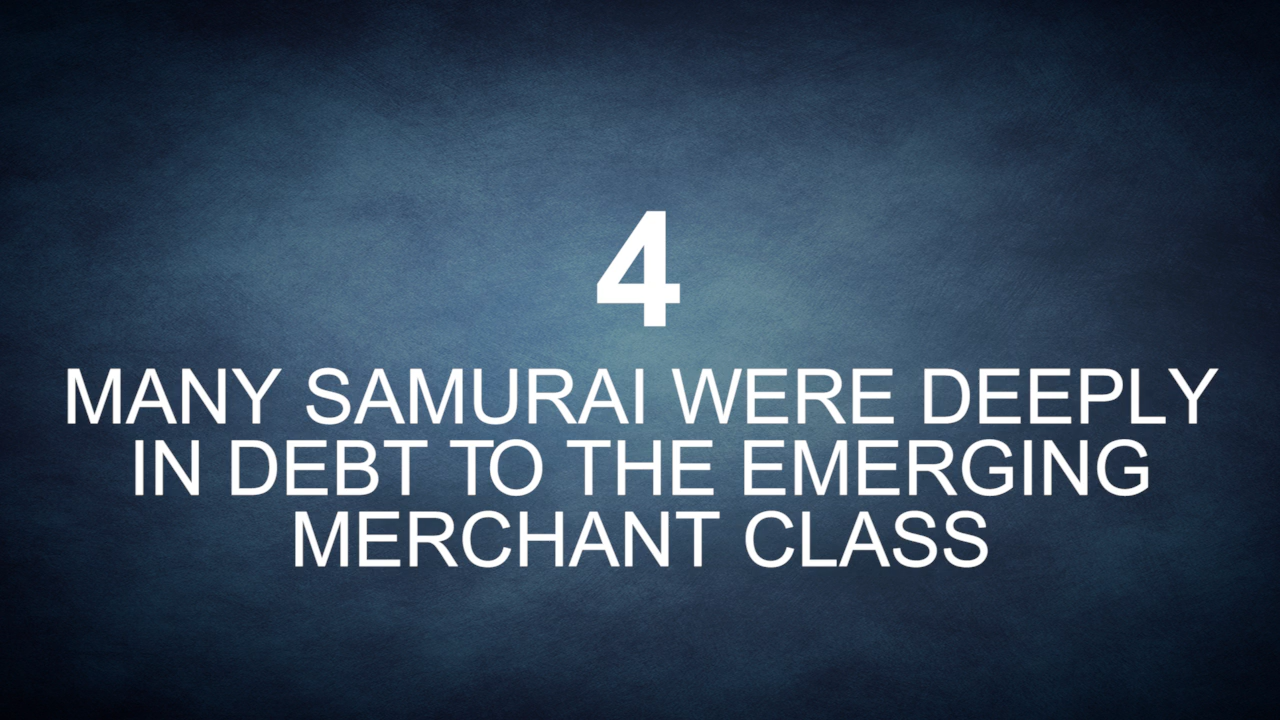 4
MANY SAMURAI WERE DEEPLY
IN DEBT TO THE EMERGING
MERCHANT CLASS